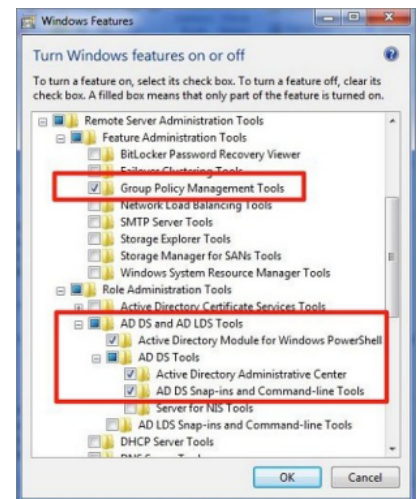 Windows Features
Turn Windows features on or off
To turn a feature on, select its check box. To turn a feature off, clear its
check box. A filled box means that only part of the feature is turned on.
Remote Server Administration Tools
Feature Administration Tools
BitLocker Password Recovery Viewer
Failover Clustering Tools
Group Policy Management Tools
Network Load Balancing Tools
SMTP Server Tools
Storage Explorer Tools
Storage Manager for SANs Tools
Windows System Resource Manager Tools
Role Administration Tools
Active Directory Certificate Services Tools
AD DS and AD LDS Tools
Active Directory Module for Windows PowerShell
AD DS Tools
Active Directory Administrative Center
AD DS Snap-ins and Command-line Tools
Server for NIS Tools
AD LDS Snap-ins and Command-line Tools
DHCP Server Tools
OK Cancel